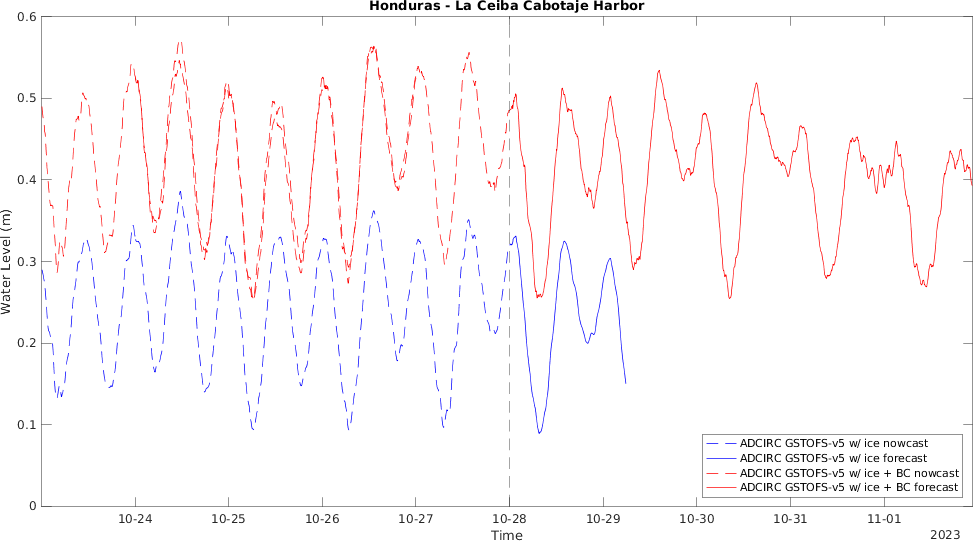 Honduras - La Ceiba Cabotaje Harbor
0.6
0.5
0.4
0.3
0.2
0.1
0
Water Level (m)
ADCIRC GSTOFS-v5 w/ ice nowcast
ADCIRC GSTOFS-v5 w/ ice forecast
ADCIRC GSTOFS-v5 w/ ice + BC nowcast
ADCIRC GSTOFS-v5 w/ ice + BC forecast
10-24 10-25 10-26 10-27 10-28 10-29 10-30 10-31 11-01
Time
2023